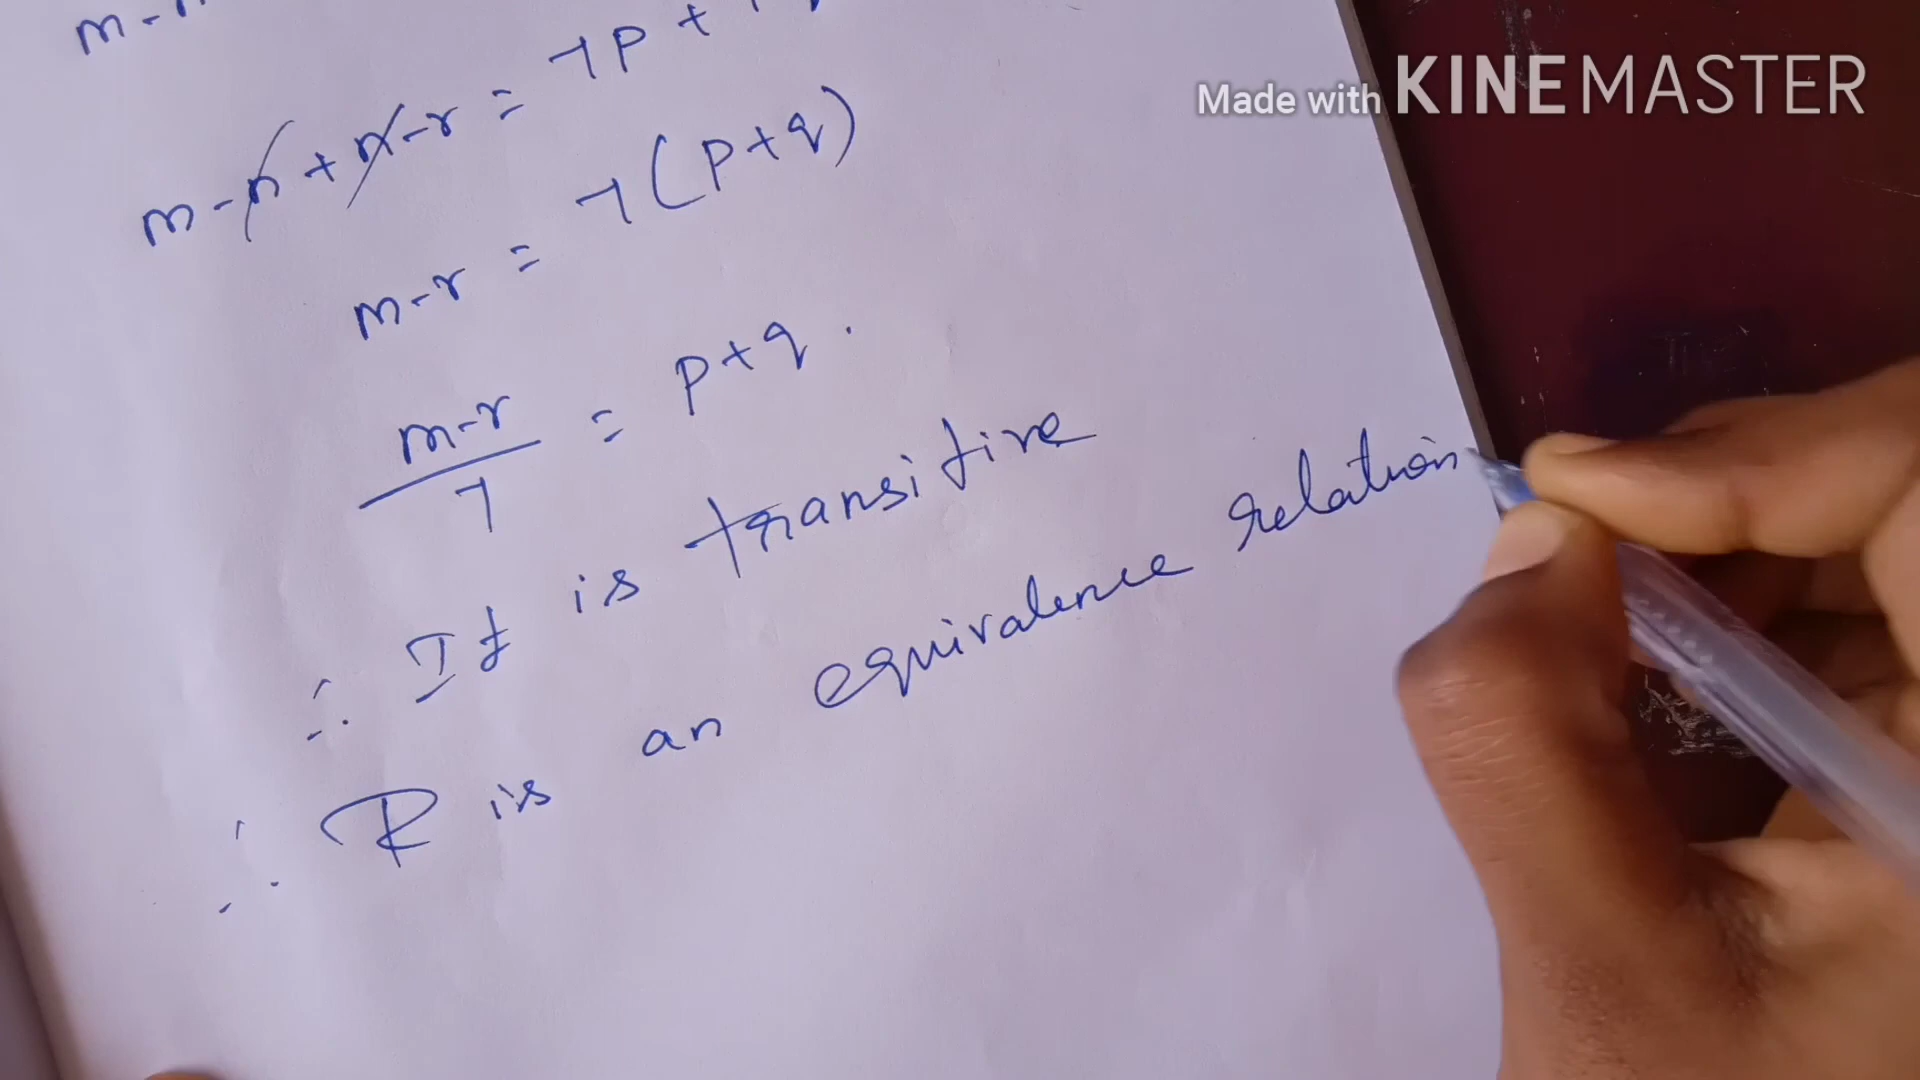 Made with KINEMASTER
m-
m-n+n-r = 7p+
m-r = 7(p+q)
m-r/7 = p+q.
∴ It is transitive
∴ R is an equivalence relation